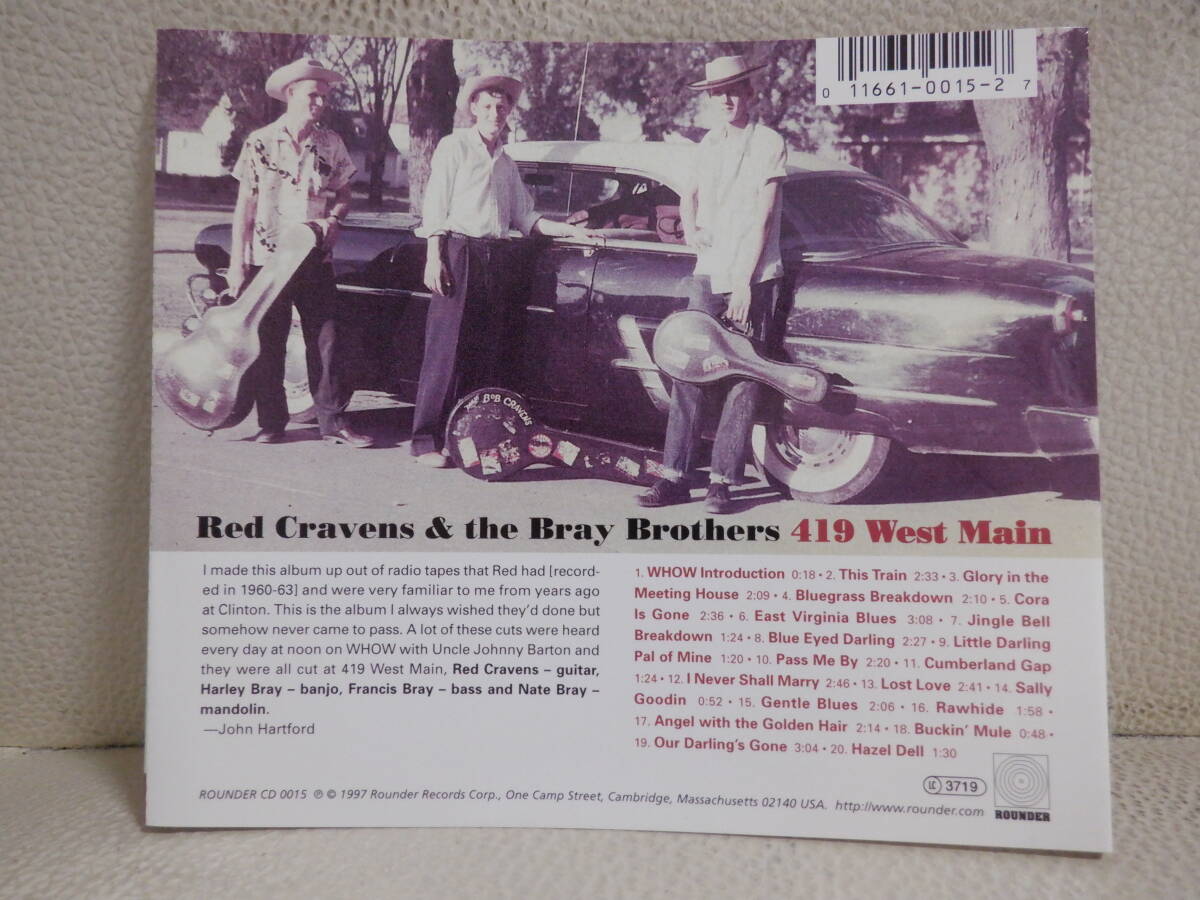 0 11661-0015-2 7
THE BOB CRAVENS
Red Cravens & the Bray Brothers 419 West Main
I made this album up out of radio tapes that Red had [record-
ed in 1960-63] and were very familiar to me from years ago
at Clinton. This is the album I always wished they'd done but
somehow never came to pass. A lot of these cuts were heard
every day at noon on WHOW with Uncle Johnny Barton and
they were all cut at 419 West Main, Red Cravens – guitar,
Harley Bray – banjo, Francis Bray – bass and Nate Bray –
mandolin.
—John Hartford
1. WHOW Introduction 0:18 • 2. This Train 2:33 • 3. Glory in the
Meeting House 2:09 • 4. Bluegrass Breakdown 2:10 • 5. Cora
Is Gone 2:36 • 6. East Virginia Blues 3:08 • 7. Jingle Bell
Breakdown 1:24 • 8. Blue Eyed Darling 2:27 • 9. Little Darling
Pal of Mine 1:20 • 10. Pass Me By 2:20 • 11. Cumberland Gap
1:24 • 12. I Never Shall Marry 2:46 • 13. Lost Love 2:41 • 14. Sally
Goodin 0:52 • 15. Gentle Blues 2:06 • 16. Rawhide 1:58 •
17. Angel with the Golden Hair 2:14 • 18. Buckin' Mule 0:48 •
19. Our Darling's Gone 3:04 • 20. Hazel Dell 1:30
LC 3719
ROUNDER CD 0015 ℗ © 1997 Rounder Records Corp., One Camp Street, Cambridge, Massachusetts 02140 USA. http://www.rounder.com
ROUNDER